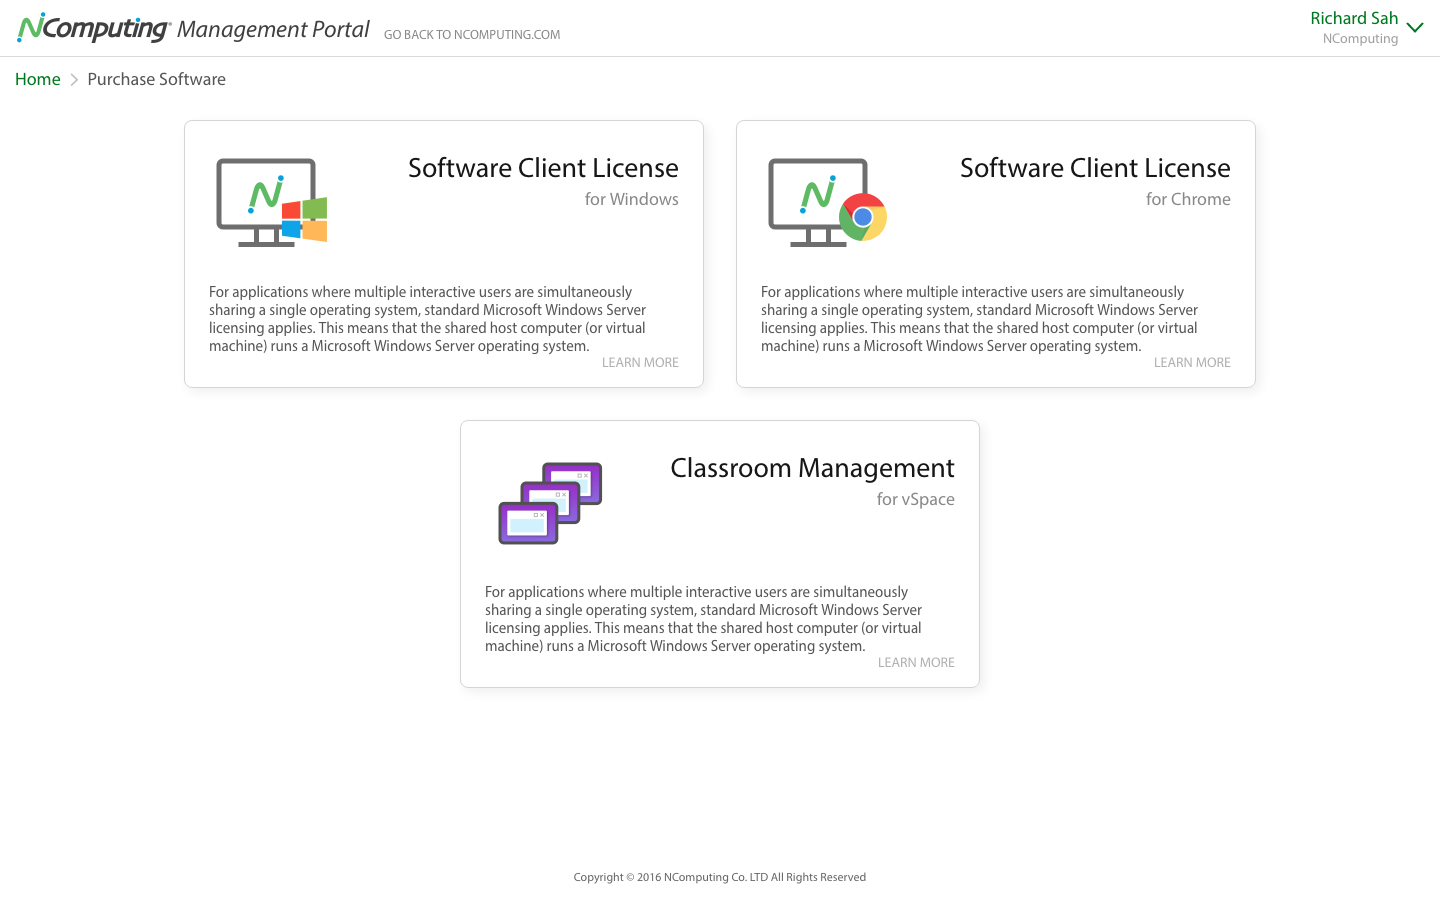 NComputing® Management Portal GO BACK TO NCOMPUTING.COM
Richard Sah
NComputing
Home > Purchase Software
Software Client License
for Windows
For applications where multiple interactive users are simultaneously
sharing a single operating system, standard Microsoft Windows Server
licensing applies. This means that the shared host computer (or virtual
machine) runs a Microsoft Windows Server operating system.
LEARN MORE
Software Client License
for Chrome
For applications where multiple interactive users are simultaneously
sharing a single operating system, standard Microsoft Windows Server
licensing applies. This means that the shared host computer (or virtual
machine) runs a Microsoft Windows Server operating system.
LEARN MORE
Classroom Management
for vSpace
For applications where multiple interactive users are simultaneously
sharing a single operating system, standard Microsoft Windows Server
licensing applies. This means that the shared host computer (or virtual
machine) runs a Microsoft Windows Server operating system.
LEARN MORE
Copyright © 2016 NComputing Co. LTD All Rights Reserved